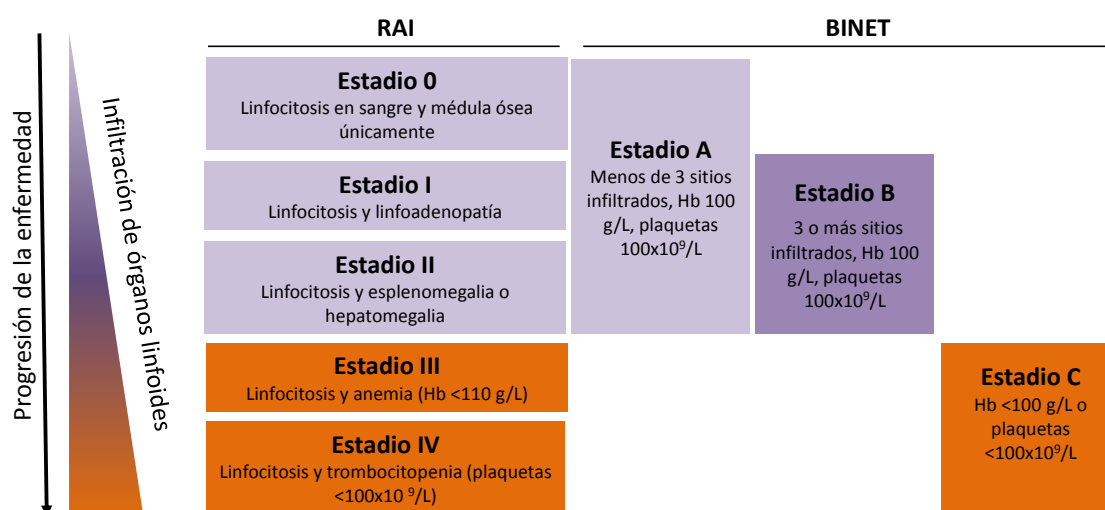 RAI
BINET
Progresión de la enfermedad
Infiltración de órganos linfoides
Estadio 0
Linfocitosis en sangre y médula ósea
únicamente
Estadio I
Linfocitosis y linfoadenopatía
Estadio II
Linfocitosis y esplenomegalia o
hepatomegalia
Estadio III
Linfocitosis y anemia (Hb <110 g/L)
Estadio IV
Linfocitosis y trombocitopenia (plaquetas
<100x10 ⁹/L)
Estadio A
Menos de 3 sitios
infiltrados, Hb 100
g/L, plaquetas
100x10⁹/L
Estadio B
3 o más sitios
infiltrados, Hb 100
g/L, plaquetas
100x10⁹/L
Estadio C
Hb <100 g/L o
plaquetas
<100x10⁹/L